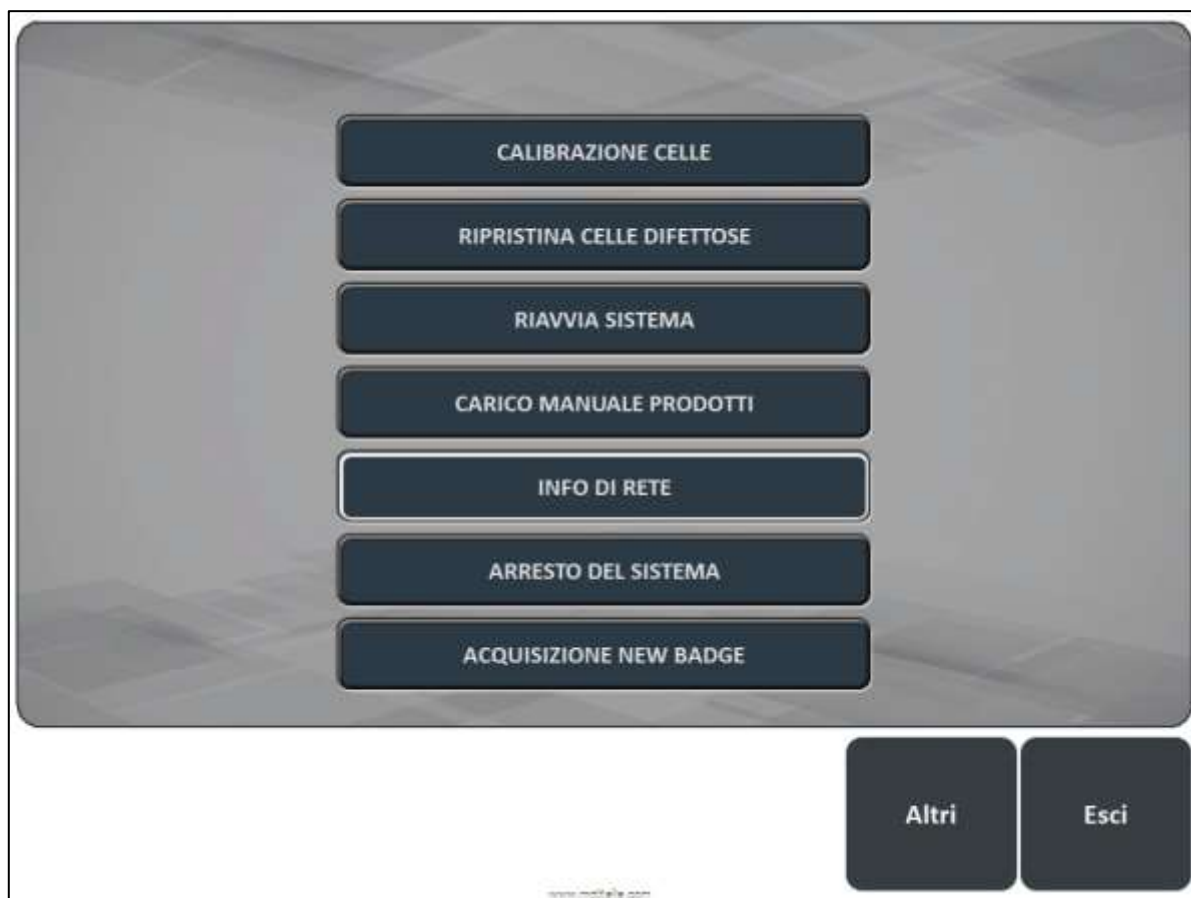 CALIBRAZIONE CELLE
RIPRISTINA CELLE DIFETTOSE
RIAVVIA SISTEMA
CARICO MANUALE PRODOTTI
INFO DI RETE
ARRESTO DEL SISTEMA
ACQUISIZIONE NEW BADGE
Altri
Esci